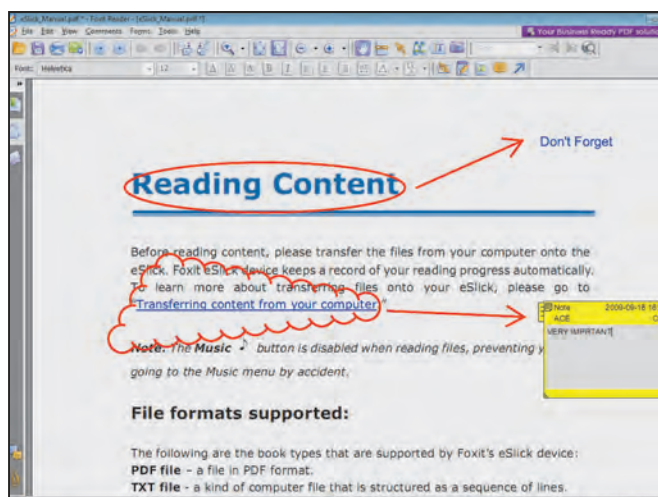 eSlick_Manual.pdf * - Foxit Reader - [eSlick_Manual.pdf *]
File Edit View Comments Forms Tools Help
Your Business Ready PDF solutio
Font: Helvetica 12
Don't Forget
Reading Content
Before reading content, please transfer the files from your computer onto the
eSlick. Foxit eSlick device keeps a record of your reading progress automatically.
To learn more about transferring files onto your eSlick, please go to
"Transferring content from your computer."
Note 2009-09-18 16
AOE
VERY IMPRTANT
Note: The Music ♪ button is disabled when reading files, preventing y
going to the Music menu by accident.
File formats supported:
The following are the book types that are supported by Foxit's eSlick device:
PDF file - a file in PDF format.
TXT file - a kind of computer file that is structured as a sequence of lines.